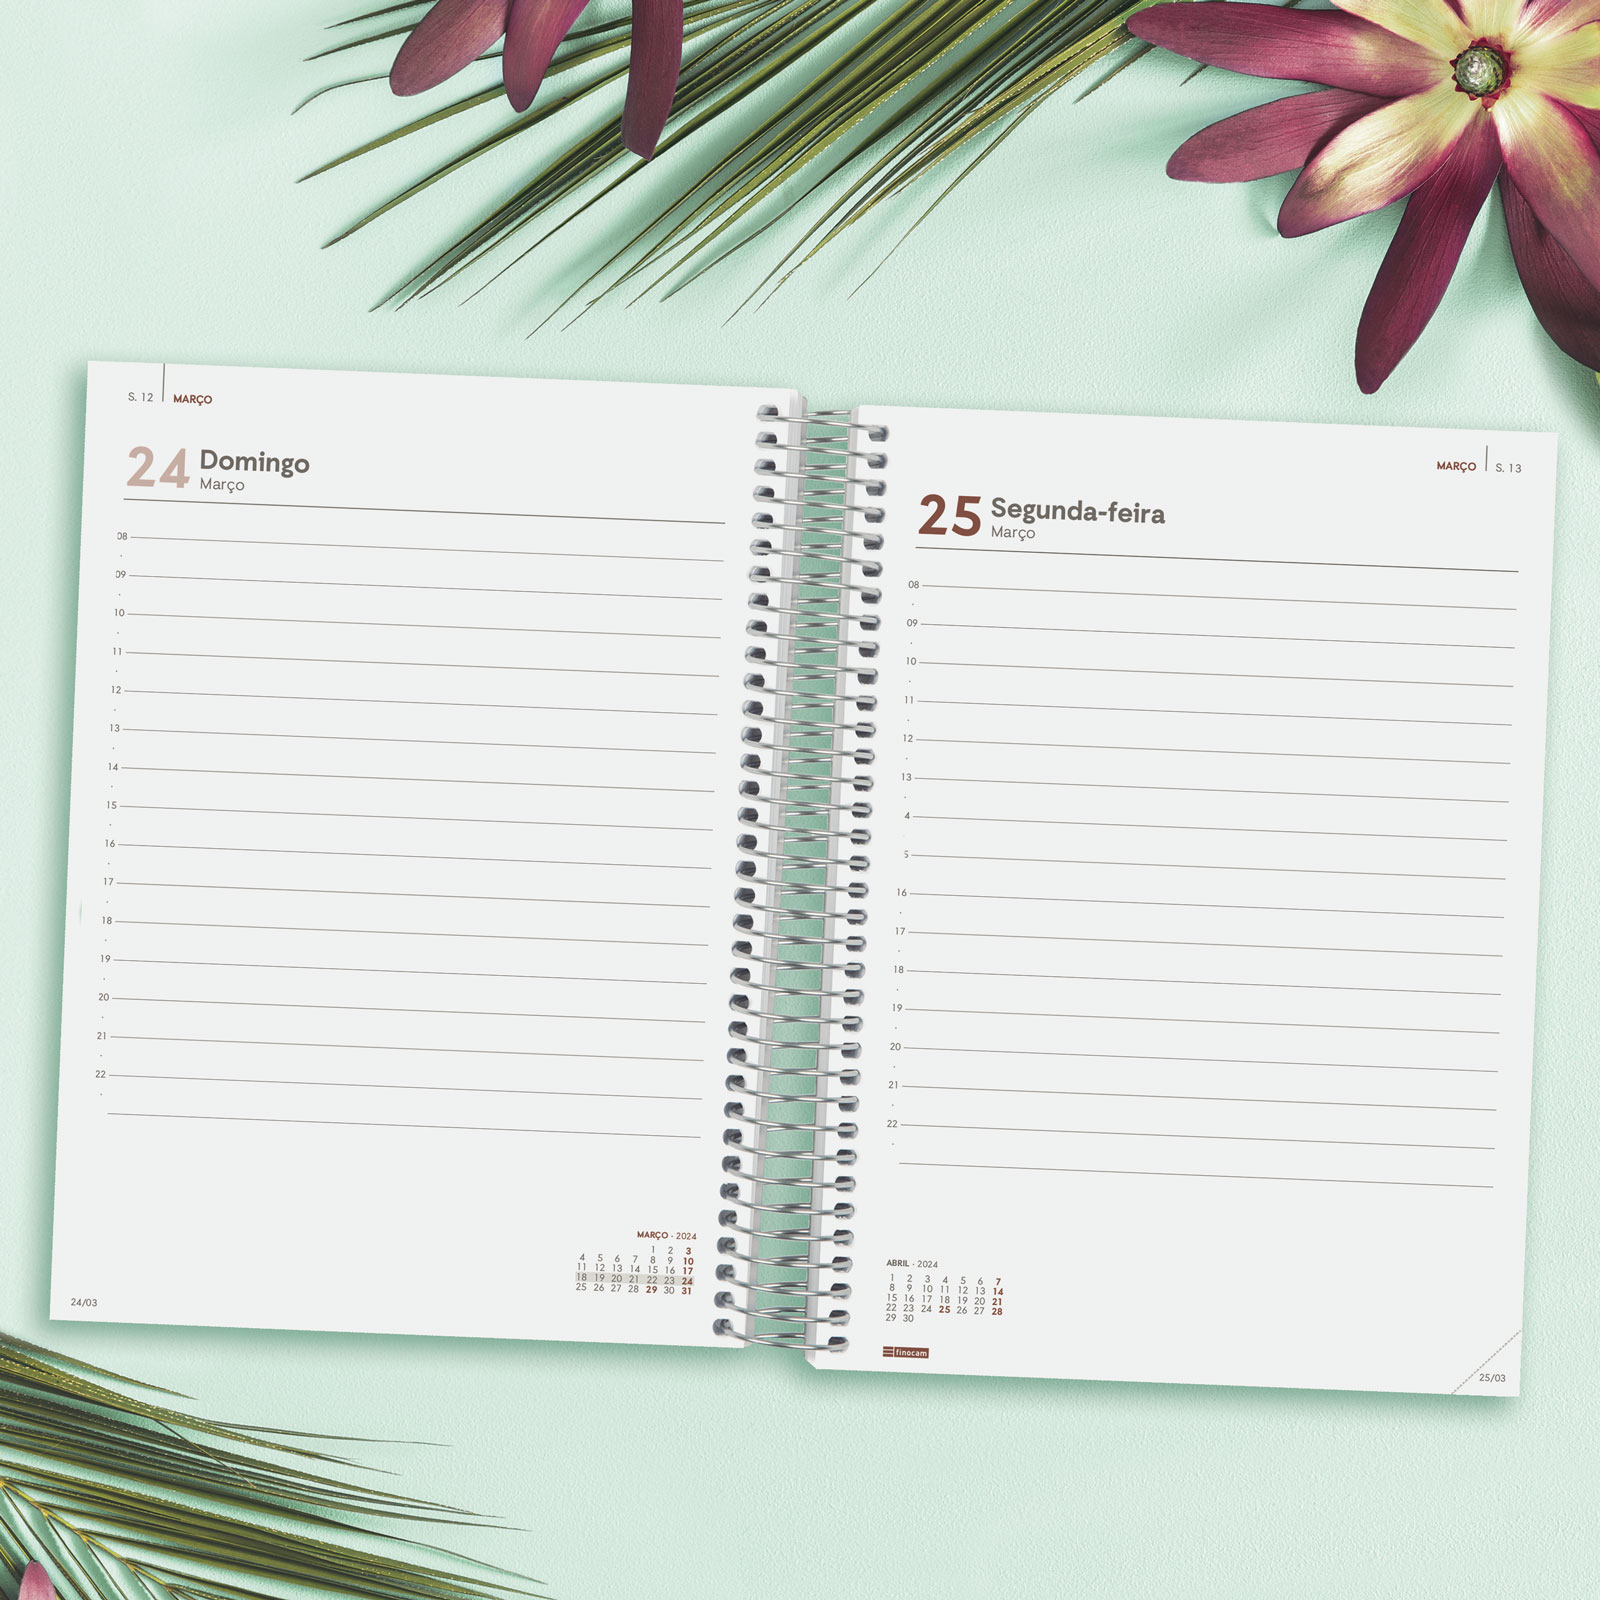 S. 12 MARÇO
24 Domingo
Março
08
09
10
11
12
13
14
15
16
17
18
19
20
21
22
MARÇO · 2024
1 2 3
4 5 6 7 8 9 10
11 12 13 14 15 16 17
18 19 20 21 22 23 24
25 26 27 28 29 30 31
24/03
MARÇO S. 13
25 Segunda-feira
Março
08
09
10
11
12
13
4
5
16
17
18
19
20
21
22
ABRIL · 2024
1 2 3 4 5 6 7
8 9 10 11 12 13 14
15 16 17 18 19 20 21
22 23 24 25 26 27 28
29 30
finocam
25/03